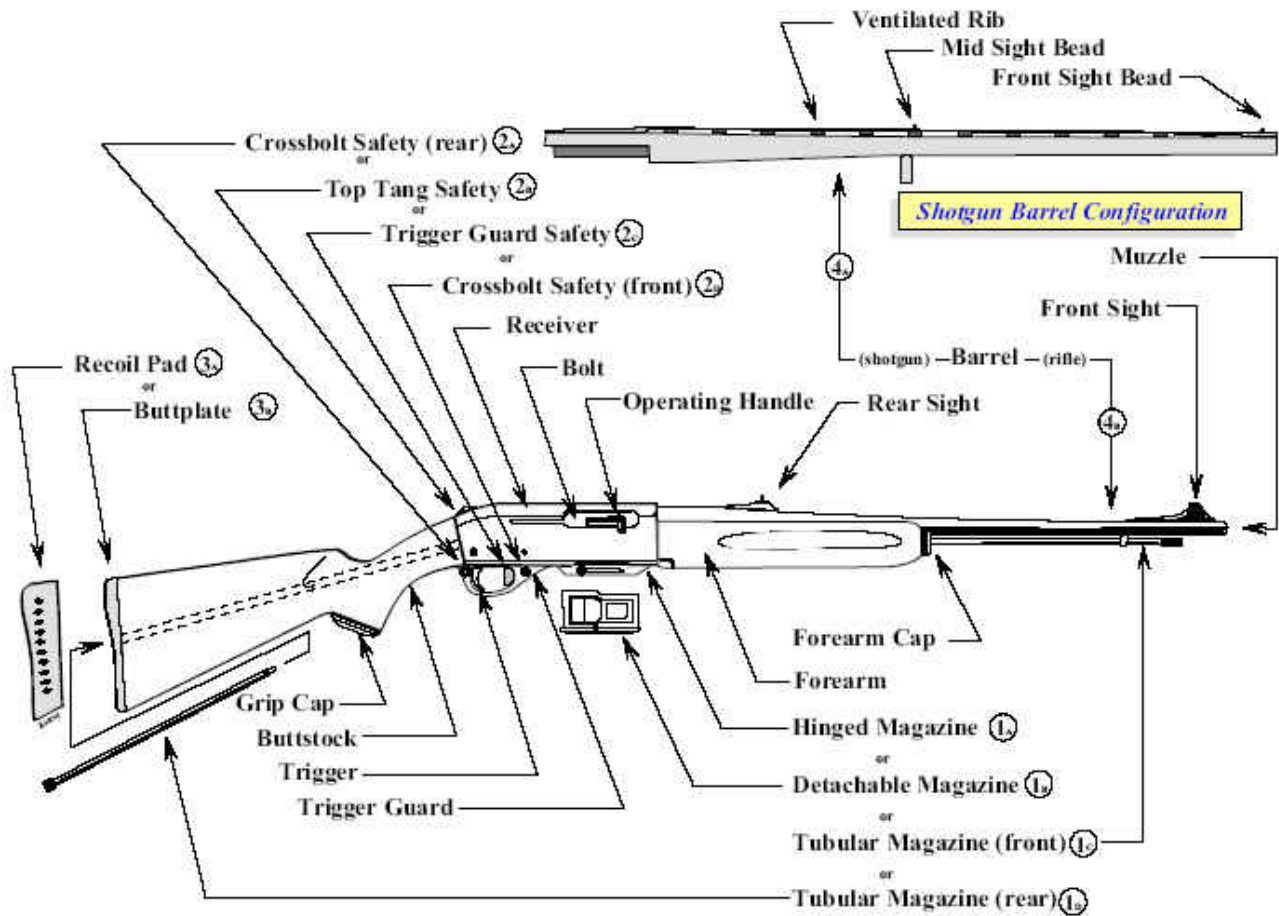 Ventilated Rib
Mid Sight Bead
Front Sight Bead
Crossbolt Safety (rear) 2A
or
Top Tang Safety
or
Trigger Guard Safety 2C
or
Crossbolt Safety (front)
Shotgun Barrel Configuration
4A
Muzzle
Receiver
Front Sight
Recoil Pad 3A
or
Buttplate 3B
Bolt
(shotgun) Barrel (rifle)
Operating Handle
Rear Sight
4B
Forearm Cap
Forearm
Grip Cap
Buttstock
Trigger
Trigger Guard
Hinged Magazine 1A
or
Detachable Magazine 1B
or
Tubular Magazine (front) 1C
or
Tubular Magazine (rear)